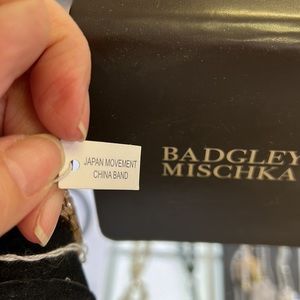 JAPAN MOVEMENT
CHINA BAND
BADGLEY
MISCHKA